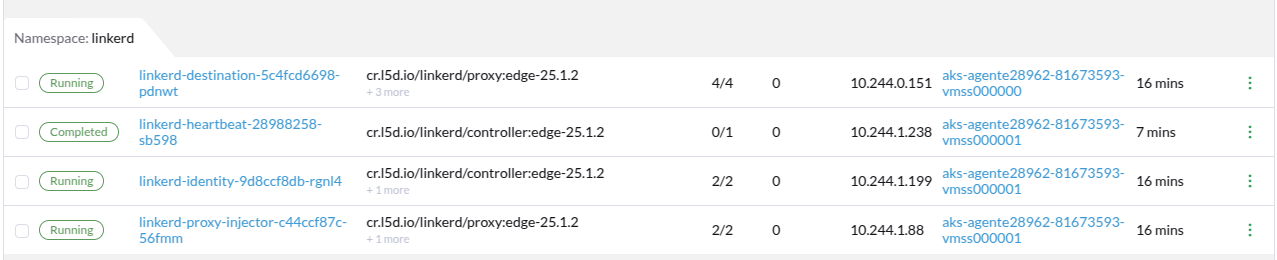 Namespace: linkerd
Running linkerd-destination-5c4fcd6698- cr.l5d.io/linkerd/proxy:edge-25.1.2 4/4 0 10.244.0.151 aks-agente28962-81673593- 16 mins
pdnwt + 3 more vmss000000
Completed linkerd-heartbeat-28988258- cr.l5d.io/linkerd/controller:edge-25.1.2 0/1 0 10.244.1.238 aks-agente28962-81673593- 7 mins
sb598 vmss000001
Running linkerd-identity-9d8ccf8db-rgnl4 cr.l5d.io/linkerd/controller:edge-25.1.2 2/2 0 10.244.1.199 aks-agente28962-81673593- 16 mins
+ 1 more vmss000001
Running linkerd-proxy-injector-c44ccf87c- cr.l5d.io/linkerd/proxy:edge-25.1.2 2/2 0 10.244.1.88 aks-agente28962-81673593- 16 mins
56fmm + 1 more vmss000001